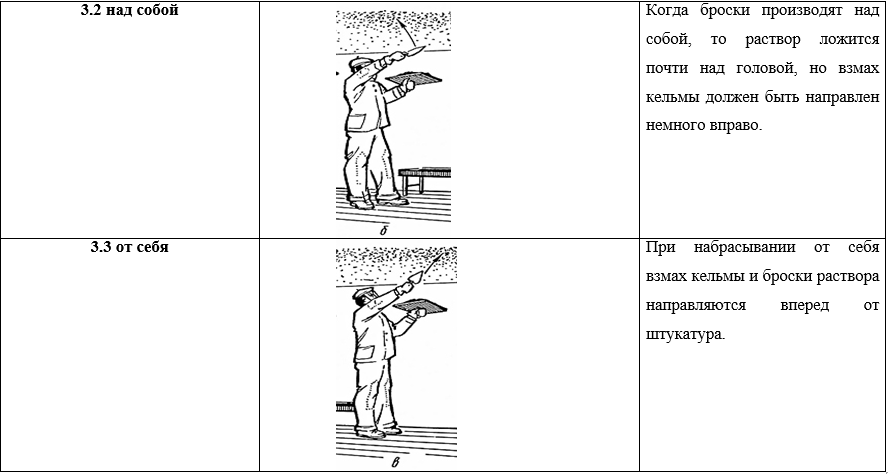 3.2 над собой
Когда броски производят над
собой, то раствор ложится
почти над головой, но взмах
кельмы должен быть направлен
немного вправо.
б
3.3 от себя
При набрасывании от себя
взмах кельмы и броски раствора
направляются вперед от
штукатура.
в